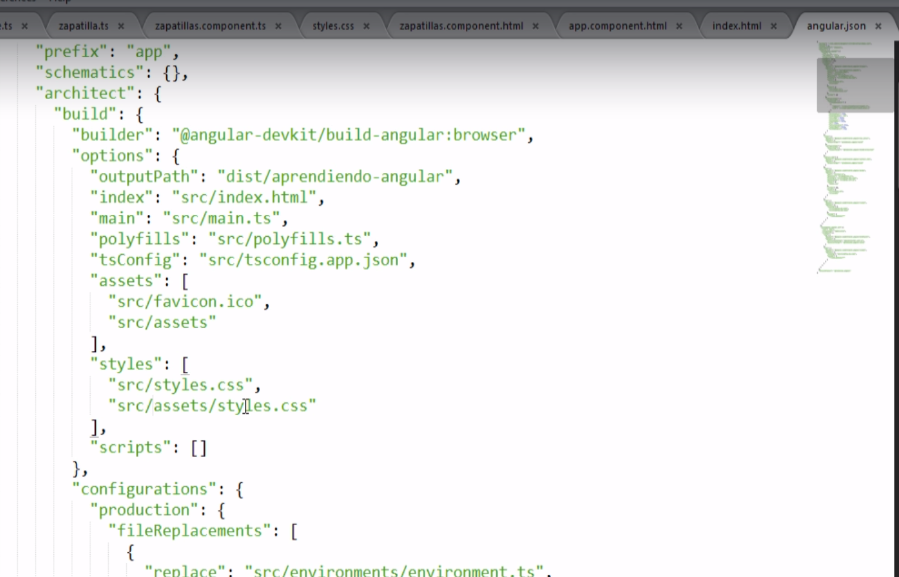 .ts × zapatilla.ts × zapatillas.component.ts × styles.css × zapatillas.component.html × app.component.html × index.html × angular.json ×
"prefix": "app",
"schematics": {},
"architect": {
"build": {
"builder": "@angular-devkit/build-angular:browser",
"options": {
"outputPath": "dist/aprendiendo-angular",
"index": "src/index.html",
"main": "src/main.ts",
"polyfills": "src/polyfills.ts",
"tsConfig": "src/tsconfig.app.json",
"assets": [
"src/favicon.ico",
"src/assets"
],
"styles": [
"src/styles.css",
"src/assets/styles.css"
],
"scripts": []
},
"configurations": {
"production": {
"fileReplacements": [
{
"replace": "src/environments/environment.ts",